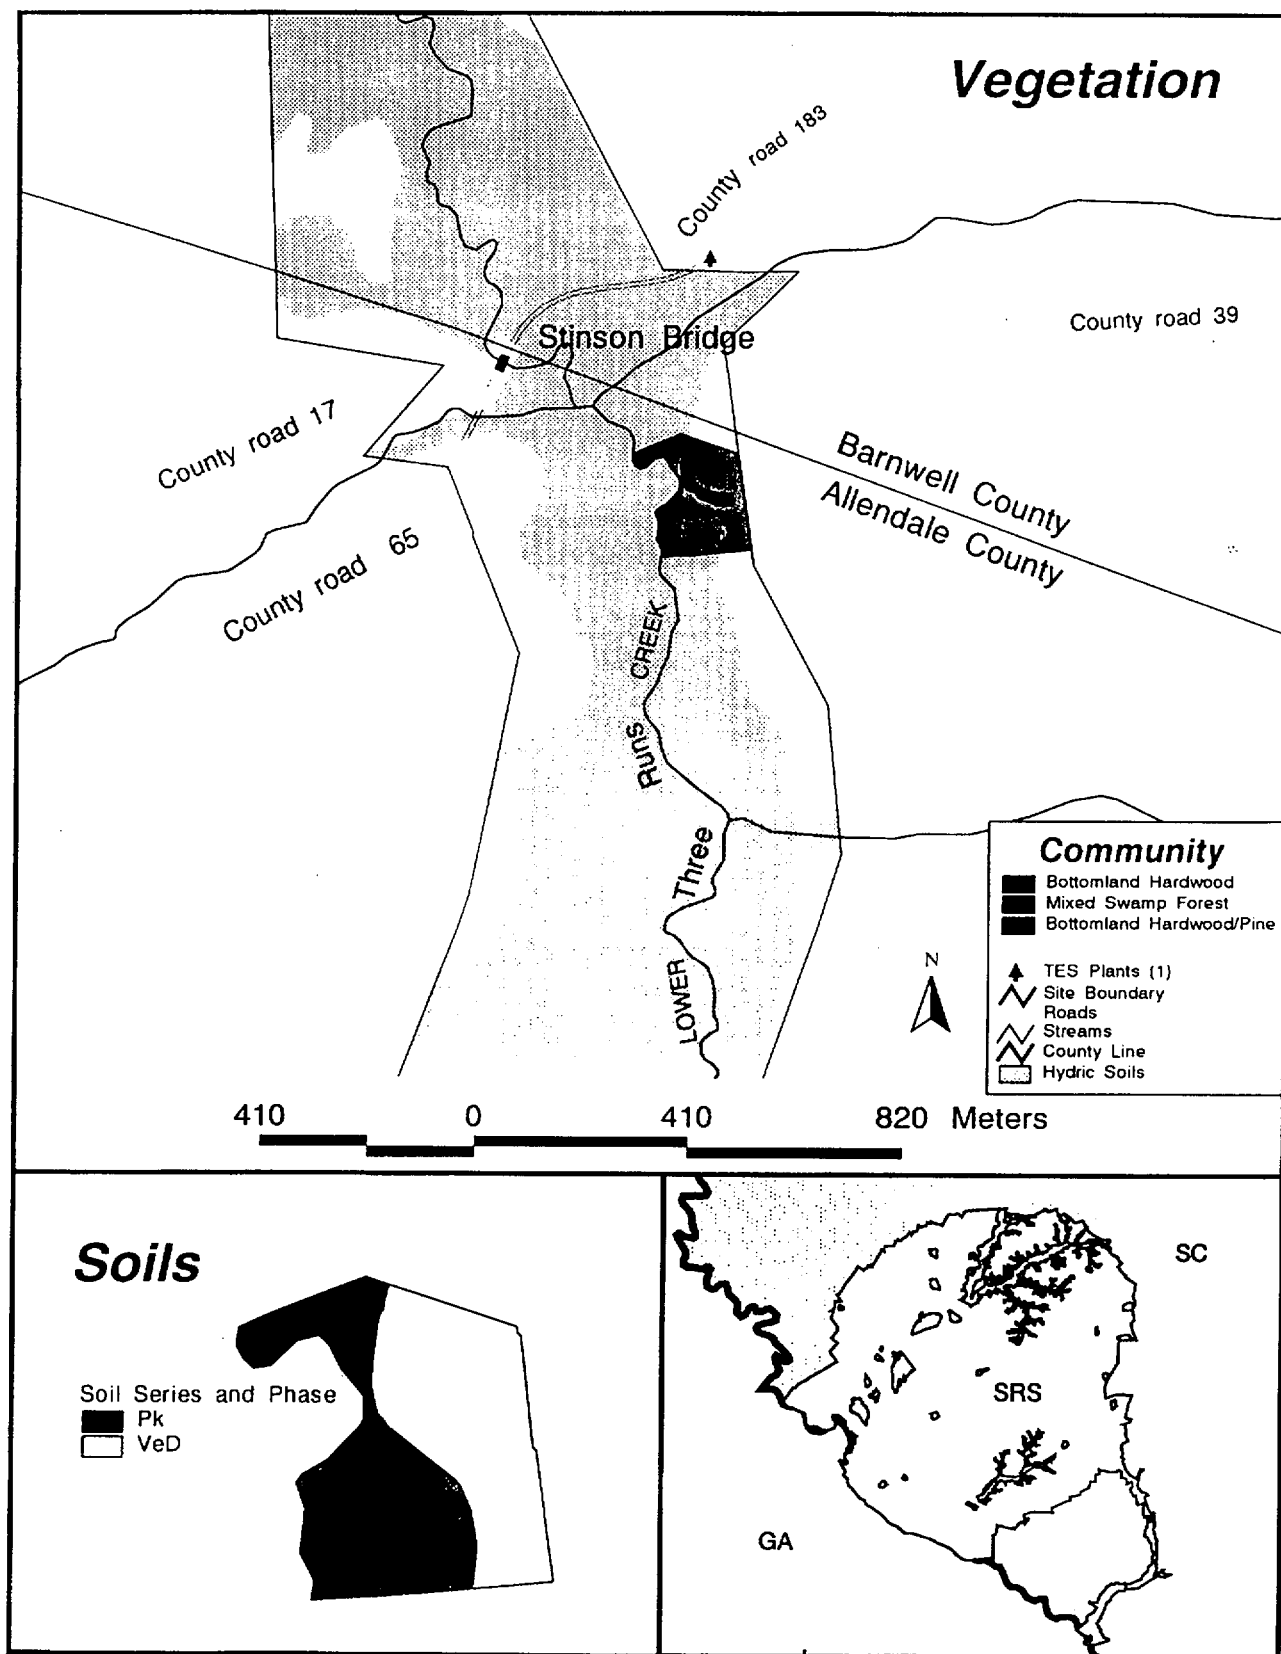 Vegetation
County road 183
Stinson Bridge
County road 39
County road 17
Barnwell County
Allendale County
County road 65
LOWER Three Runs CREEK
Community
Bottomland Hardwood
Mixed Swamp Forest
Bottomland Hardwood/Pine
TES Plants (1)
Site Boundary
Roads
Streams
County Line
Hydric Soils
N
410 0 410 820 Meters
Soils
Soil Series and Phase
Pk
VeD
SC
SRS
GA